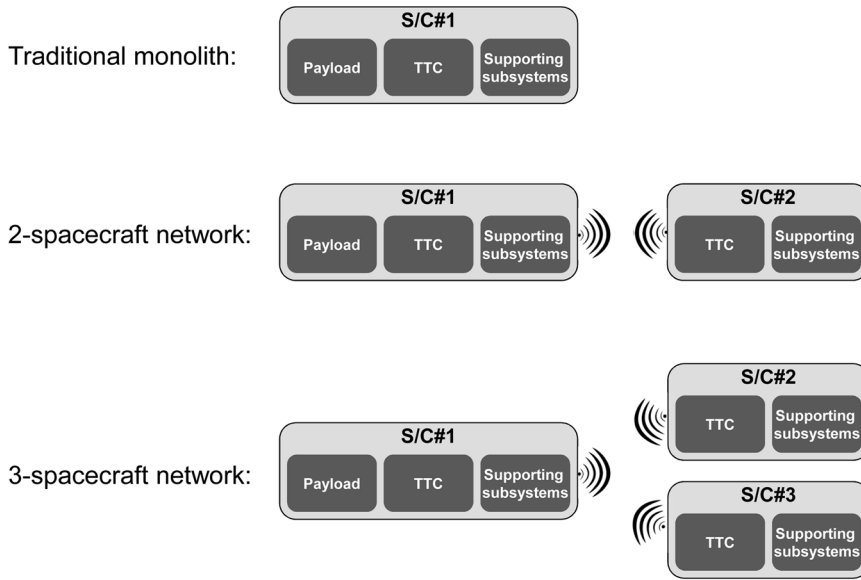 Traditional monolith:
S/C#1
Payload
TTC
Supporting
subsystems
2-spacecraft network:
S/C#1
Payload
TTC
Supporting
subsystems
S/C#2
TTC
Supporting
subsystems
3-spacecraft network:
S/C#1
Payload
TTC
Supporting
subsystems
S/C#2
TTC
Supporting
subsystems
S/C#3
TTC
Supporting
subsystems